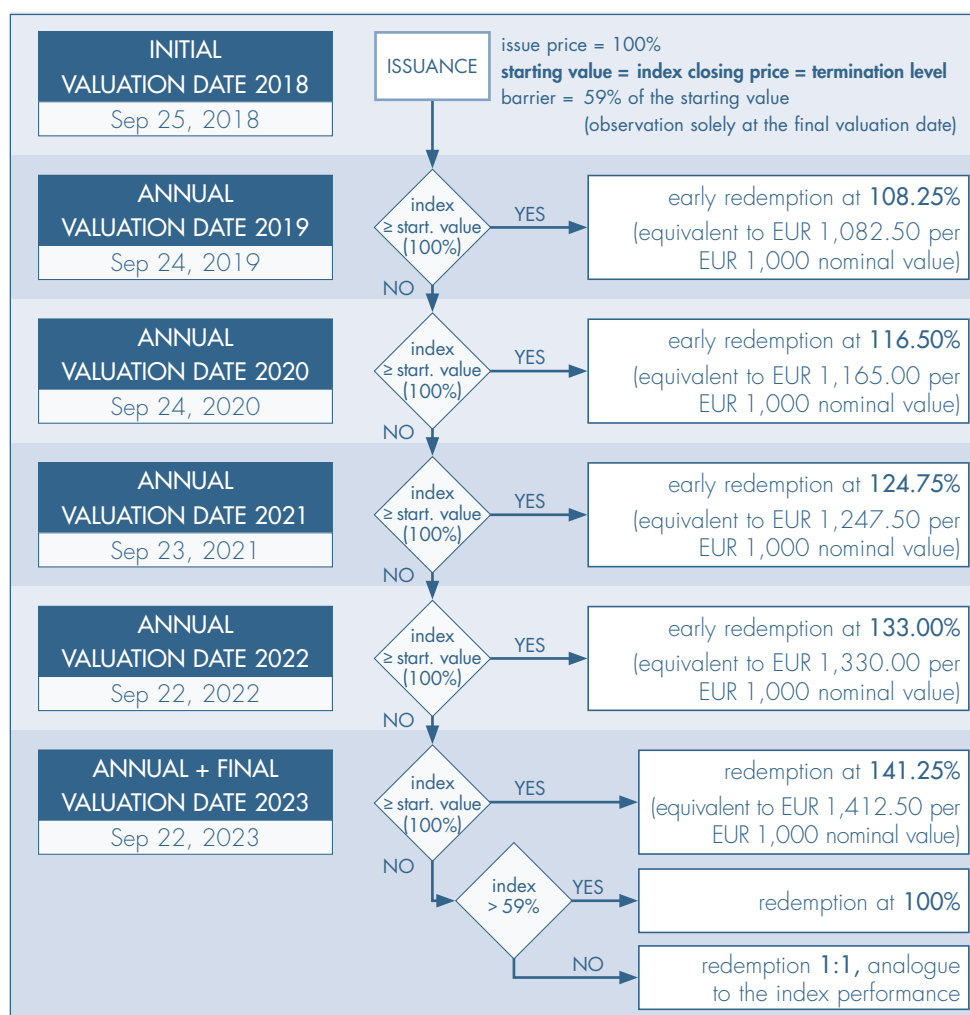 INITIAL
VALUATION DATE 2018
Sep 25, 2018
ISSUANCE
issue price = 100%
starting value = index closing price = termination level
barrier = 59% of the starting value
(observation solely at the final valuation date)
ANNUAL
VALUATION DATE 2019
Sep 24, 2019
index
≥ start. value
(100%)
YES
early redemption at 108.25%
(equivalent to EUR 1,082.50 per
EUR 1,000 nominal value)
NO
ANNUAL
VALUATION DATE 2020
Sep 24, 2020
index
≥ start. value
(100%)
YES
early redemption at 116.50%
(equivalent to EUR 1,165.00 per
EUR 1,000 nominal value)
NO
ANNUAL
VALUATION DATE 2021
Sep 23, 2021
index
≥ start. value
(100%)
YES
early redemption at 124.75%
(equivalent to EUR 1,247.50 per
EUR 1,000 nominal value)
NO
ANNUAL
VALUATION DATE 2022
Sep 22, 2022
index
≥ start. value
(100%)
YES
early redemption at 133.00%
(equivalent to EUR 1,330.00 per
EUR 1,000 nominal value)
NO
ANNUAL + FINAL
VALUATION DATE 2023
Sep 22, 2023
index
≥ start. value
(100%)
YES
redemption at 141.25%
(equivalent to EUR 1,412.50 per
EUR 1,000 nominal value)
NO
index
> 59%
YES
redemption at 100%
NO
redemption 1:1, analogue
to the index performance